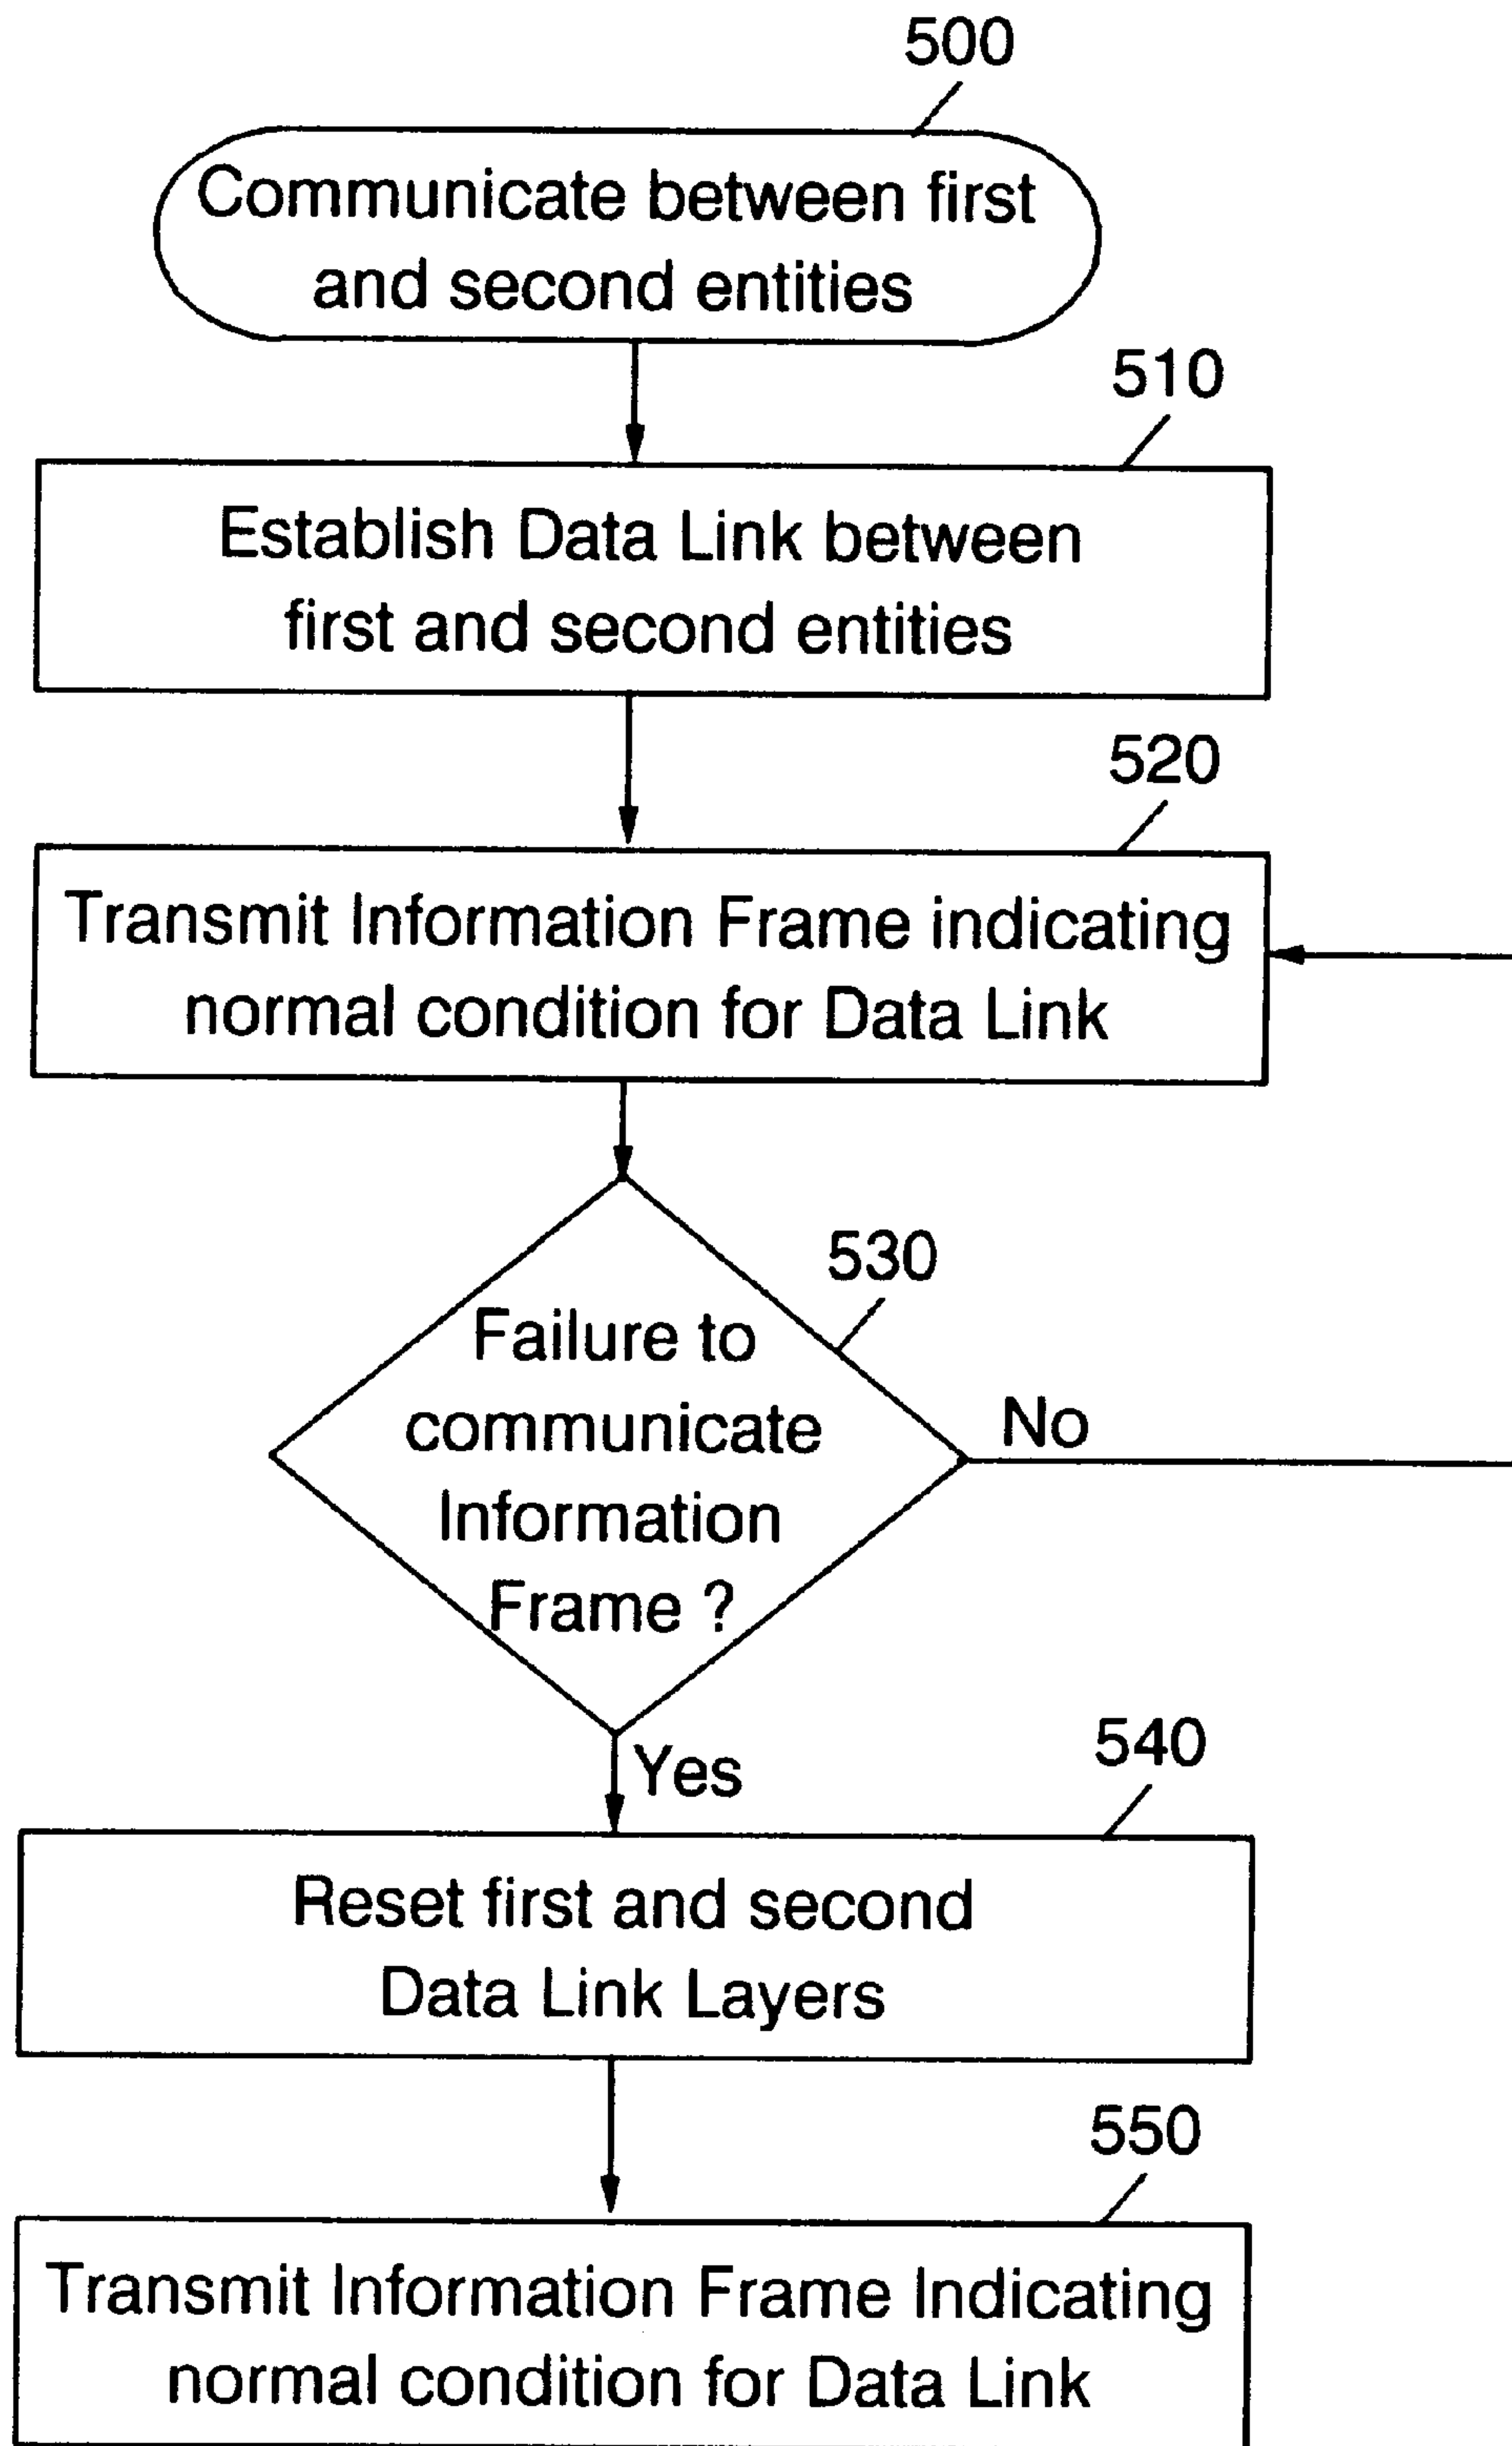 500
Communicate between first
and second entities
510
Establish Data Link between
first and second entities
520
Transmit Information Frame indicating
normal condition for Data Link
530
Failure to
communicate
Information
Frame ?
No
Yes
540
Reset first and second
Data Link Layers
550
Transmit Information Frame Indicating
normal condition for Data Link